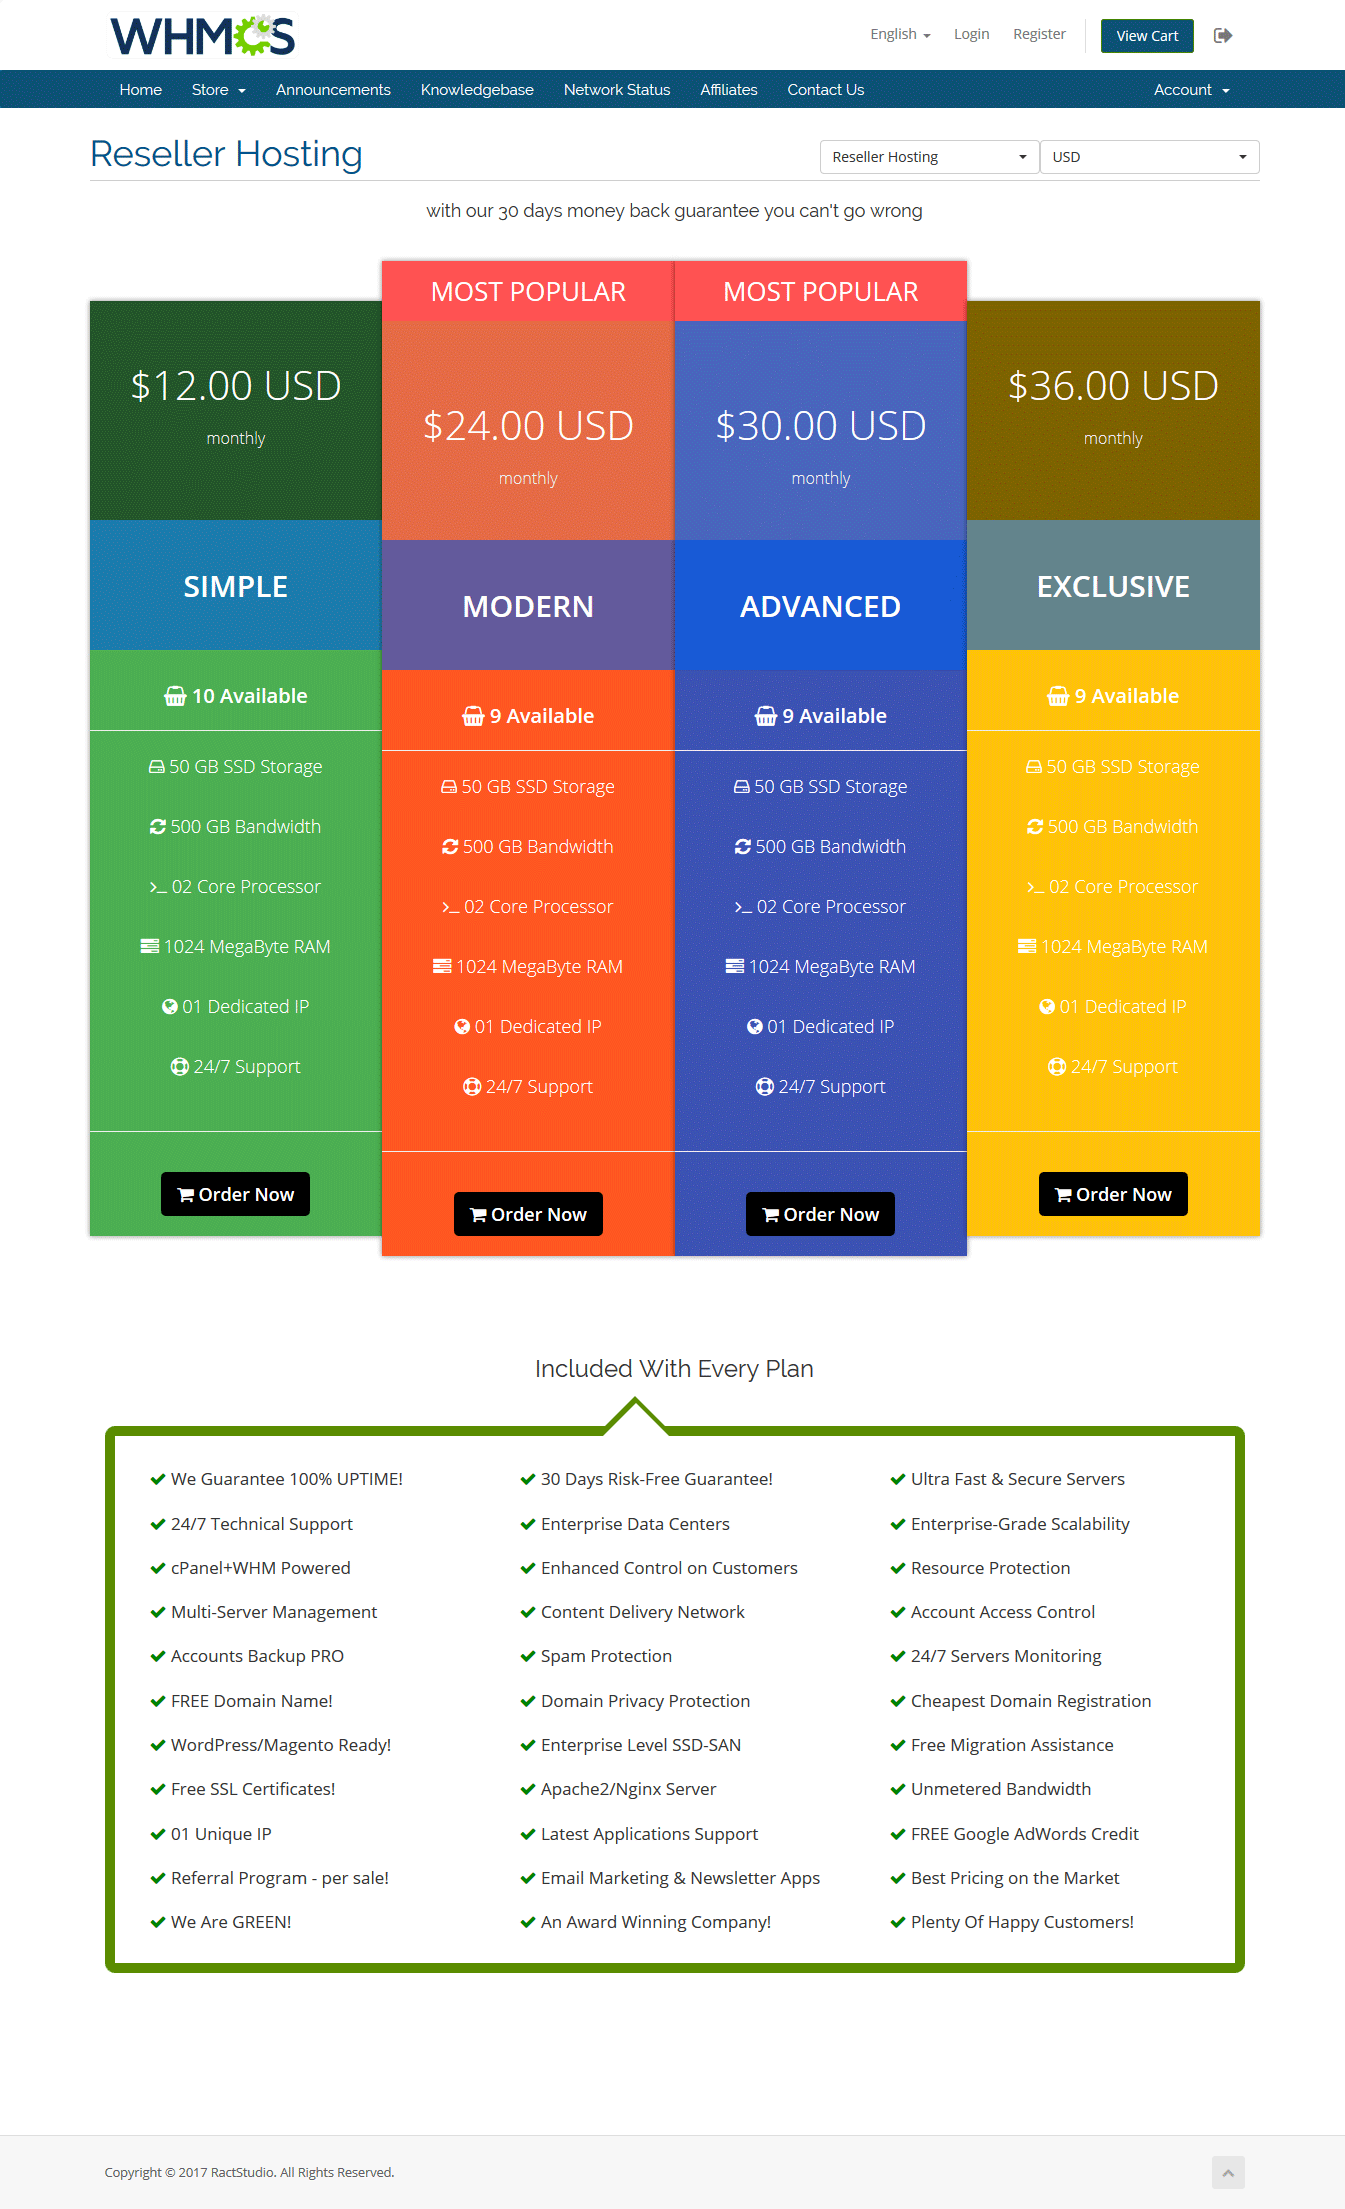 WHMCS
English Login Register View Cart
Home Store Announcements Knowledgebase Network Status Affiliates Contact Us Account
Reseller Hosting
Reseller Hosting USD
with our 30 days money back guarantee you can't go wrong
$12.00 USD
monthly
SIMPLE
10 Available
50 GB SSD Storage
500 GB Bandwidth
02 Core Processor
1024 MegaByte RAM
01 Dedicated IP
24/7 Support
Order Now
MOST POPULAR
$24.00 USD
monthly
MODERN
9 Available
50 GB SSD Storage
500 GB Bandwidth
>_ 02 Core Processor
1024 MegaByte RAM
01 Dedicated IP
24/7 Support
Order Now
MOST POPULAR
$30.00 USD
monthly
ADVANCED
9 Available
50 GB SSD Storage
500 GB Bandwidth
02 Core Processor
1024 MegaByte RAM
01 Dedicated IP
24/7 Support
Order Now
$36.00 USD
monthly
EXCLUSIVE
9 Available
50 GB SSD Storage
500 GB Bandwidth
02 Core Processor
1024 MegaByte RAM
01 Dedicated IP
24/7 Support
Order Now
Included With Every Plan
We Guarantee 100% UPTIME!
24/7 Technical Support
cPanel+WHM Powered
Multi-Server Management
Accounts Backup PRO
FREE Domain Name!
WordPress/Magento Ready!
Free SSL Certificates!
01 Unique IP
Referral Program - per sale!
We Are GREEN!
30 Days Risk-Free Guarantee!
Enterprise Data Centers
Enhanced Control on Customers
Content Delivery Network
Spam Protection
Domain Privacy Protection
Enterprise Level SSD-SAN
Apache2/Nginx Server
Latest Applications Support
Email Marketing & Newsletter Apps
An Award Winning Company!
Ultra Fast & Secure Servers
Enterprise-Grade Scalability
Resource Protection
Account Access Control
24/7 Servers Monitoring
Cheapest Domain Registration
Free Migration Assistance
Unmetered Bandwidth
FREE Google AdWords Credit
Best Pricing on the Market
Plenty Of Happy Customers!
Copyright © 2017 RactStudio. All Rights Reserved.